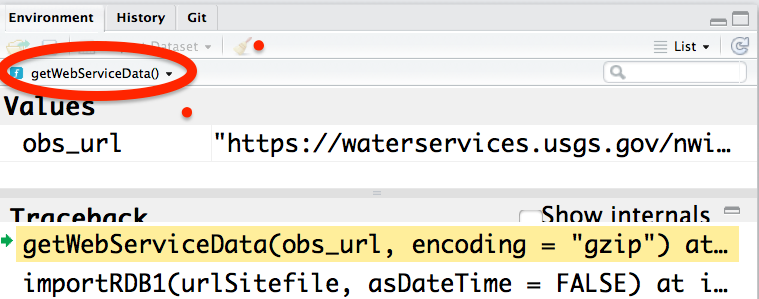 Environment History Git
Dataset
List
getWebServiceData()
Values
obs_url "https://waterservices.usgs.gov/nwi…
Traceback
Show internals
getWebServiceData(obs_url, encoding = "gzip") at…
importRDB1(urlSitefile, asDateTime = FALSE) at i…